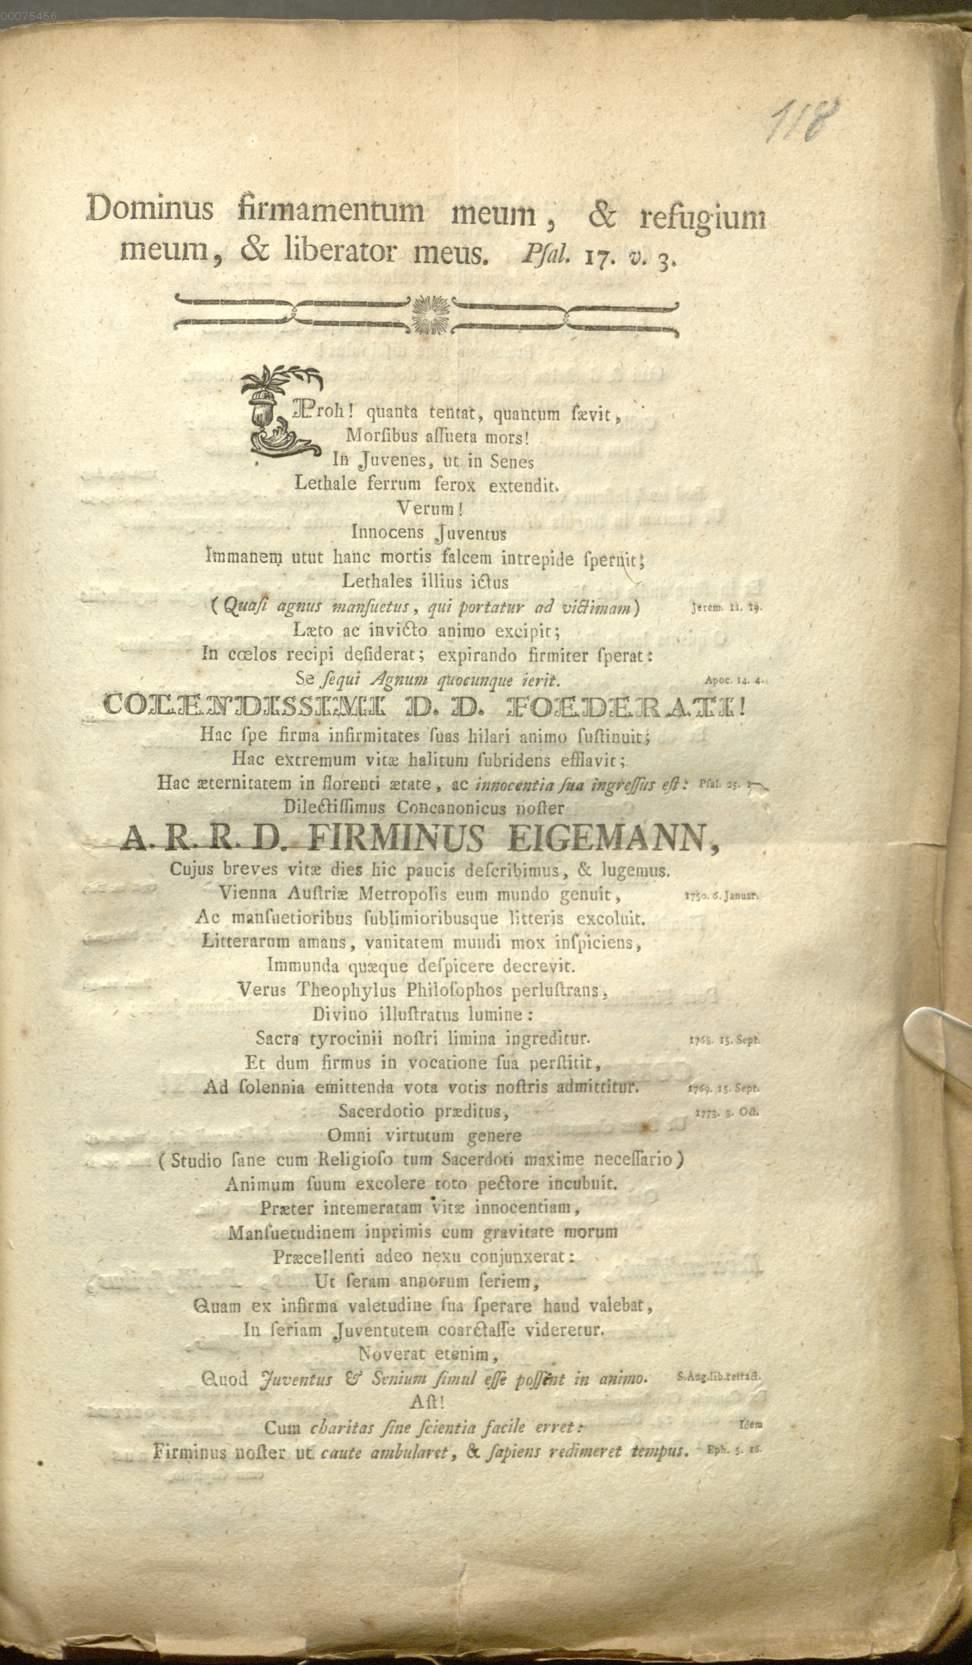 00075456
118
Dominus firmamentum meum, & refugium
meum, & liberator meus. Pſal. 17. v. 3.
Proh! quanta tentat, quantum ſævit,
Morſibus aſſueta mors!
In Juvenes, ut in Senes
Lethale ferrum ferox extendit.
Verum!
Innocens Juventus
Immanem utut hanc mortis falcem intrepide ſpernit;
Lethales illius ictus
(Quaſi agnus manſuetus, qui portatur ad victimam) Jerem. 11. 19.
Læto ac invicto animo excipit;
In cœlos recipi deſiderat; expirando firmiter ſperat:
Se ſequi Agnum quocunque ierit. Apoc. 14. 4.
COLENDISSIMI D. D. FOEDERATI!
Hac ſpe firma infirmitates ſuas hilari animo ſuſtinuit;
Hac extremum vitæ halitum ſubridens efflavit;
Hac æternitatem in florenti ætate, ac innocentia ſua ingreſſus eſt: Pſal. 25.
Dilectiſſimus Concanonicus noſter
A. R. R. D. FIRMINUS EIGEMANN,
Cujus breves vitæ dies hic paucis deſcribimus, & lugemus.
Vienna Auſtriæ Metropolis eum mundo genuit, 1750. 6. Januar.
Ac manſuetioribus ſublimioribusque litteris excoluit.
Litterarum amans, vanitatem mundi mox inſpiciens,
Immunda quæque deſpicere decrevit.
Verus Theophylus Philoſophos perluſtrans,
Divino illuſtratus lumine:
Sacra tyrocinii noſtri limina ingreditur. 1768. 15. Sept.
Et dum firmus in vocatione ſua perſtitit,
Ad ſolennia emittenda vota votis noſtris admittitur. 1769. 15. Sept.
Sacerdotio præditus, 1773. 3. Oct.
Omni virtutum genere
(Studio ſane cum Religioſo tum Sacerdoti maxime neceſſario)
Animum ſuum excolere toto pectore incubuit.
Præter intemeratam vitæ innocentiam,
Manſuetudinem inprimis cum gravitate morum
Præcellenti adeo nexu conjunxerat:
Ut ſeram annorum ſeriem,
Quam ex infirma valetudine ſua ſperare haud valebat,
In ſeriam Juventutem coarctaſſe videretur.
Noverat etenim,
Quod Juventus & Senium ſimul eſſe poſſent in animo. S. Aug. lib. retract.
Aſt!
Cum charitas ſine ſcientia facile erret: Idem
Firminus noſter ut caute ambularet, & ſapiens redimeret tempus. Eph. 5. 16.